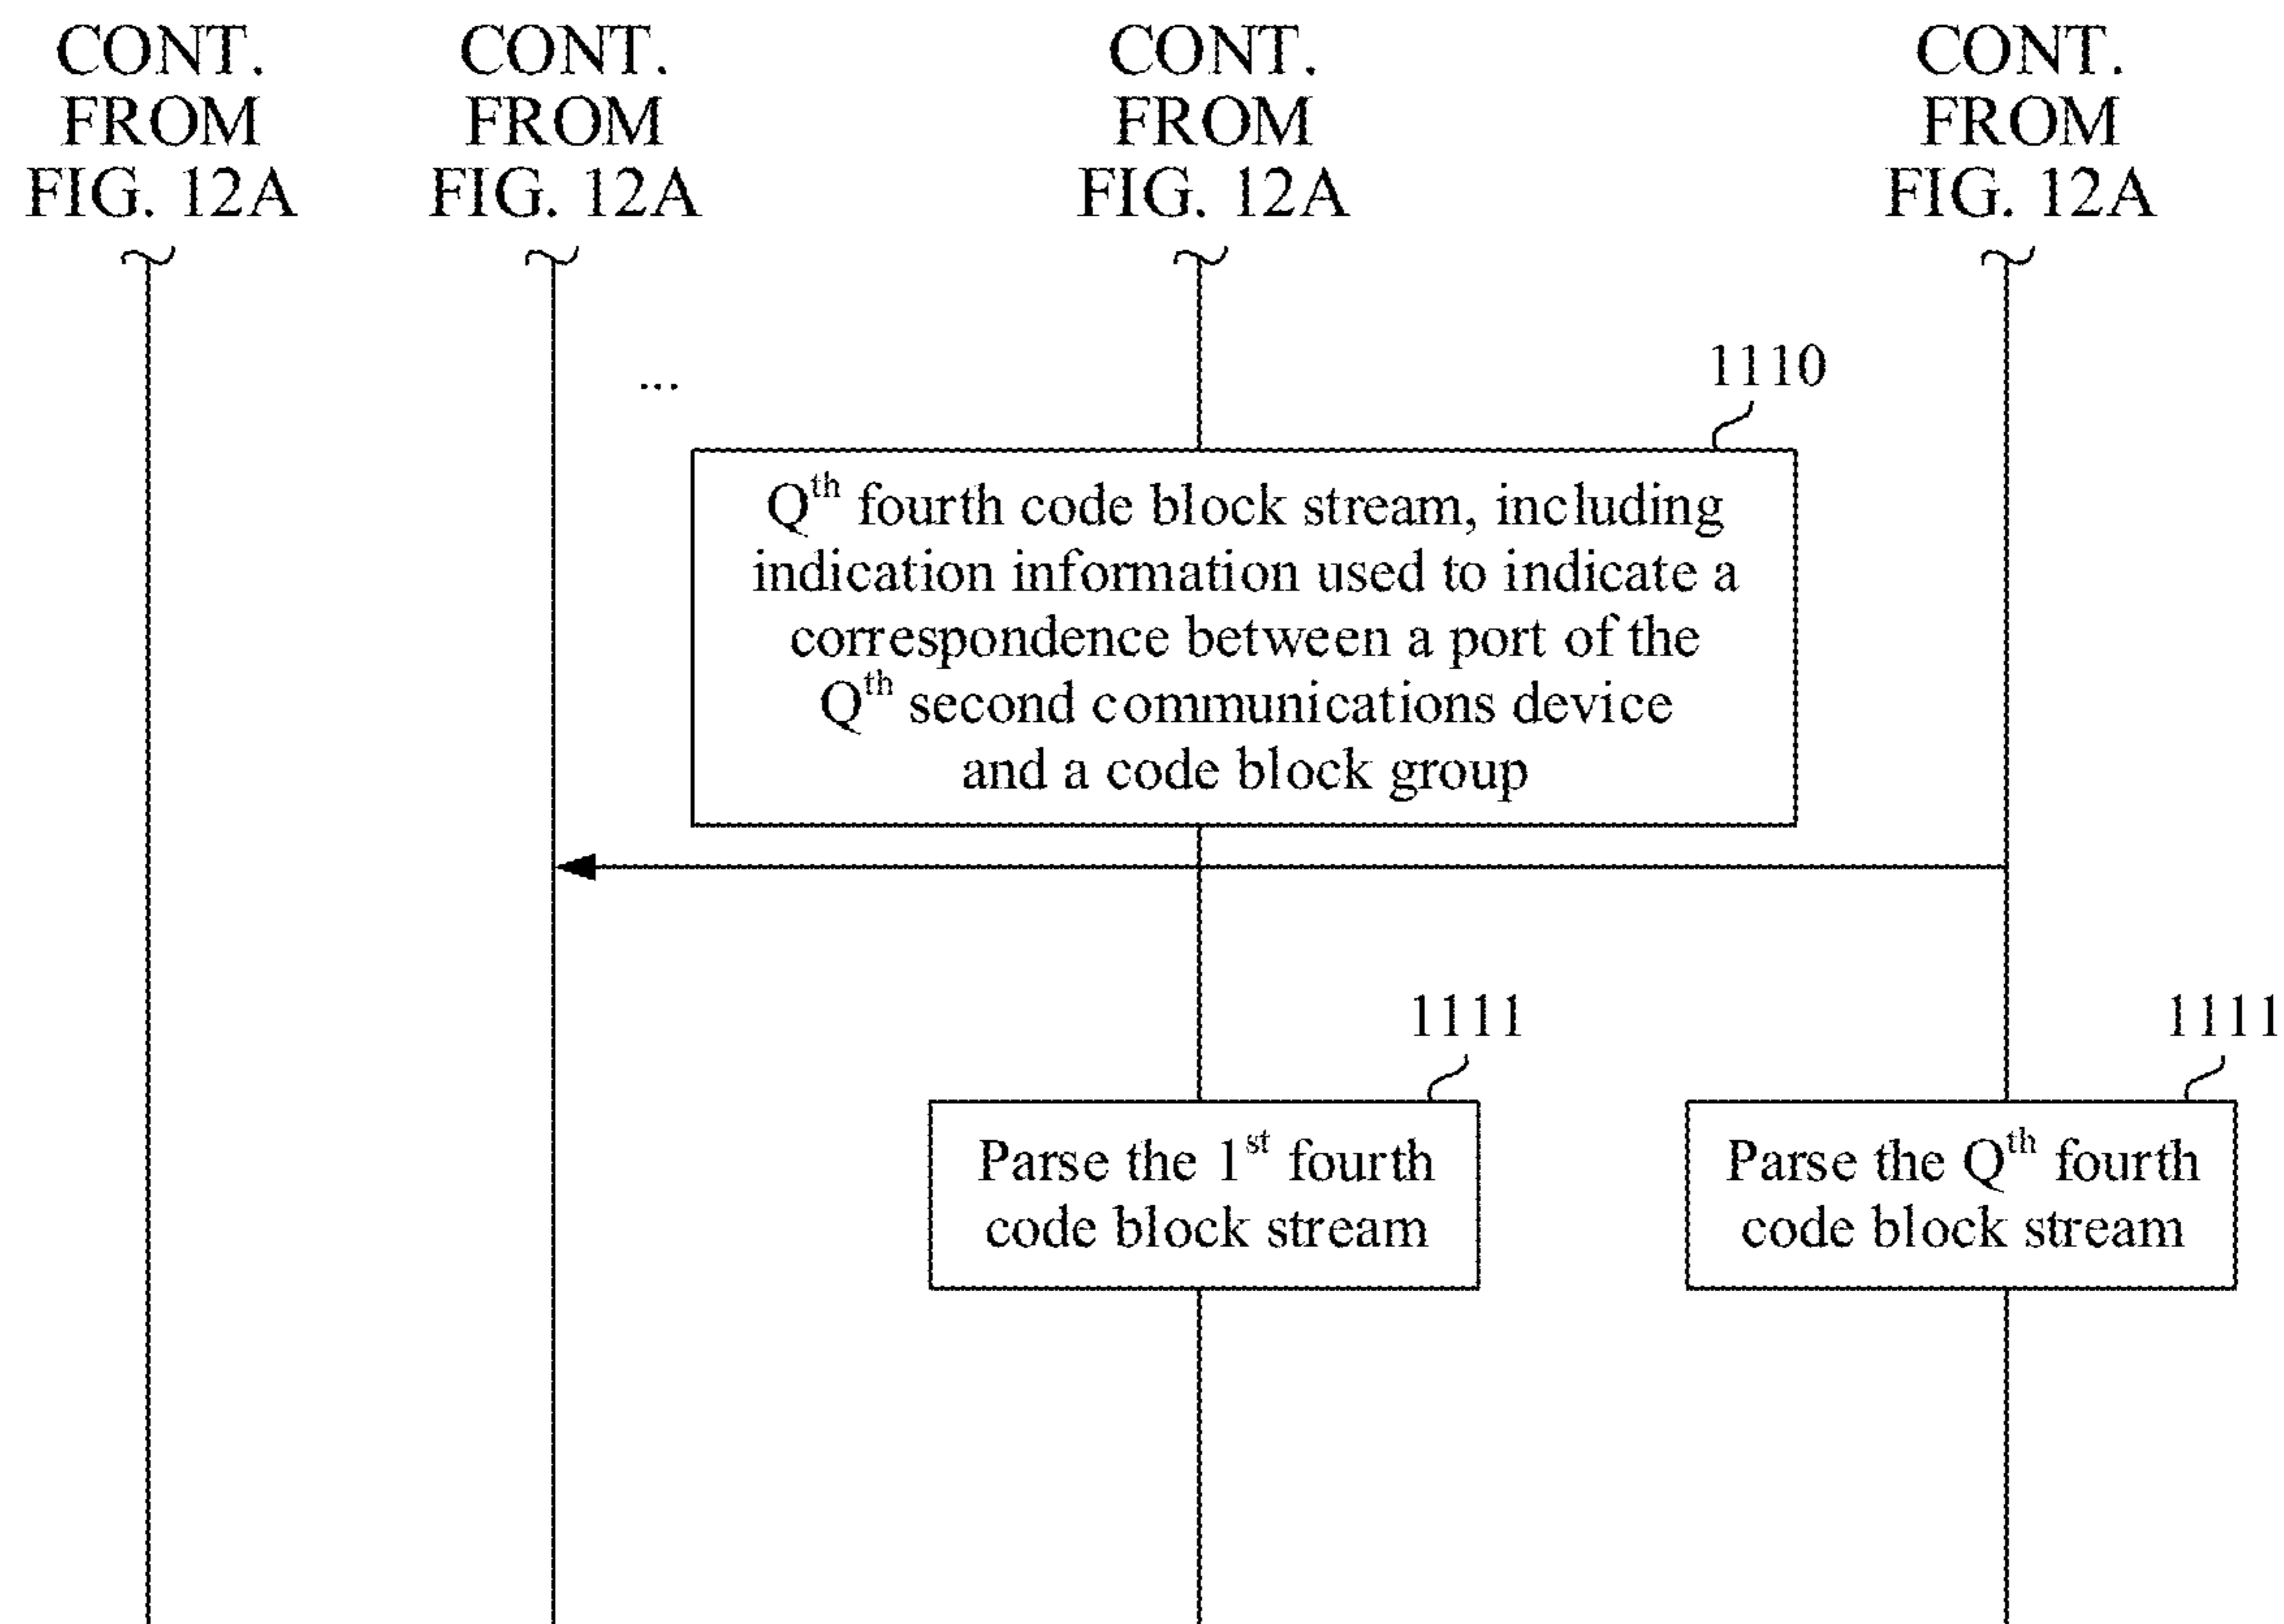 CONT.
FROM
FIG. 12A
CONT.
FROM
FIG. 12A
CONT.
FROM
FIG. 12A
CONT.
FROM
FIG. 12A
...
1110
Qth fourth code block stream, including
indication information used to indicate a
correspondence between a port of the
Qth second communications device
and a code block group
1111
Parse the 1st fourth
code block stream
1111
Parse the Qth fourth
code block stream